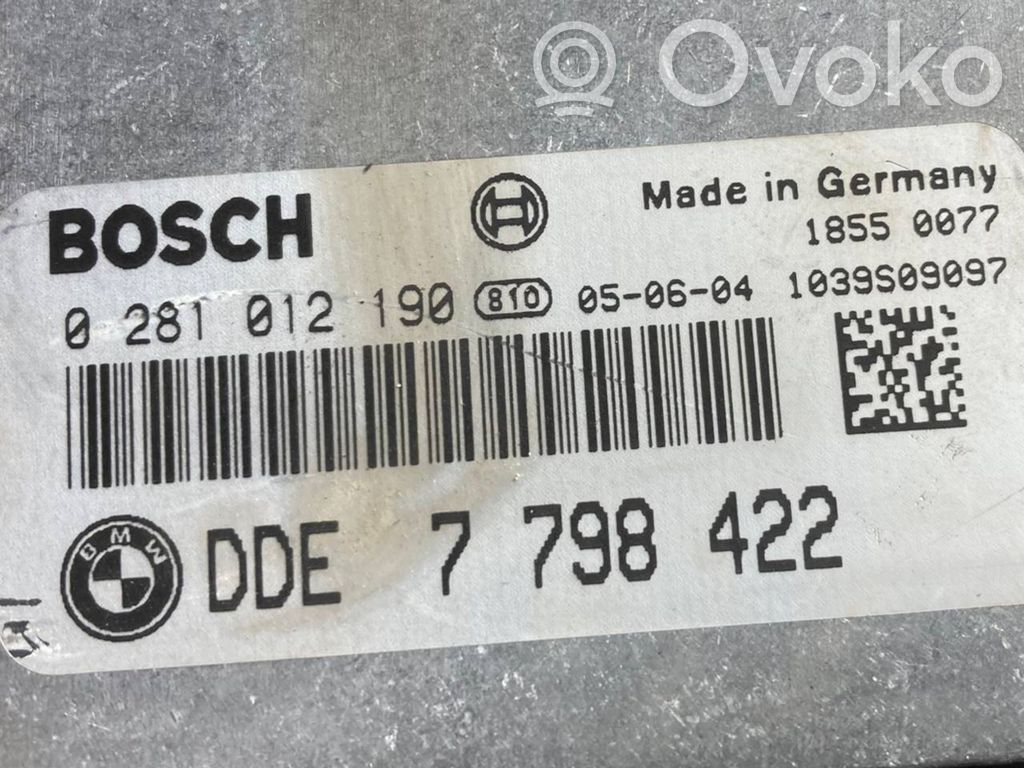 Ovoko
BOSCH
Made in Germany
1855 0077
0 281 012 190 810 05-06-04 1039S09097
BMW
DDE 7 798 422